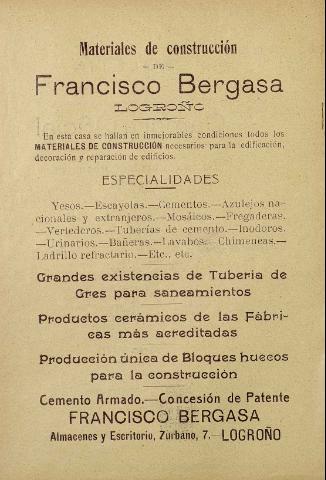 Materiales de construcción
— DE —
Francisco Bergasa
LOGROÑO
En esta casa se hallan en inmejorables condiciones todos los
MATERIALES DE CONSTRUCCIÓN necesarios para la edificación,
decoración y reparación de edificios.
ESPECIALIDADES
Yesos.—Escayolas.—Cementos.—Azulejos na-
cionales y extranjeros.—Mosáicos.—Fregaderas.
—Vertederos.—Tuberías de cemento.—Inodoros.
—Urinarios.—Bañeras.—Lavabos.—Chimeneas.—
Ladrillo refractario.—Etc., etc.
Grandes existencias de Tubería de
Gres para saneamientos
Productos cerámicos de las Fábri-
cas más acreditadas
Producción única de Bloques huecos
para la construcción
Cemento Armado.—Concesión de Patente
FRANCISCO BERGASA
Almacenes y Escritorio, Zurbano, 7.—LOGROÑO